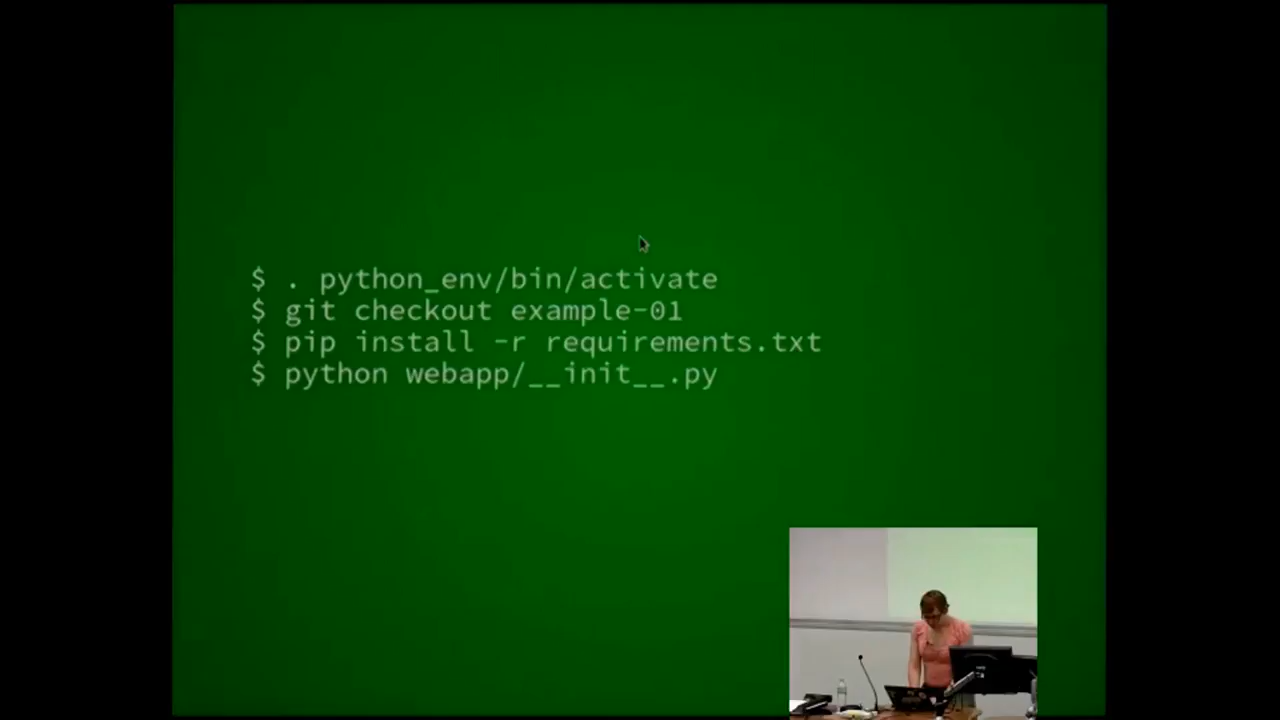 $ . python_env/bin/activate
$ git checkout example-01
$ pip install -r requirements.txt
$ python webapp/__init__.py